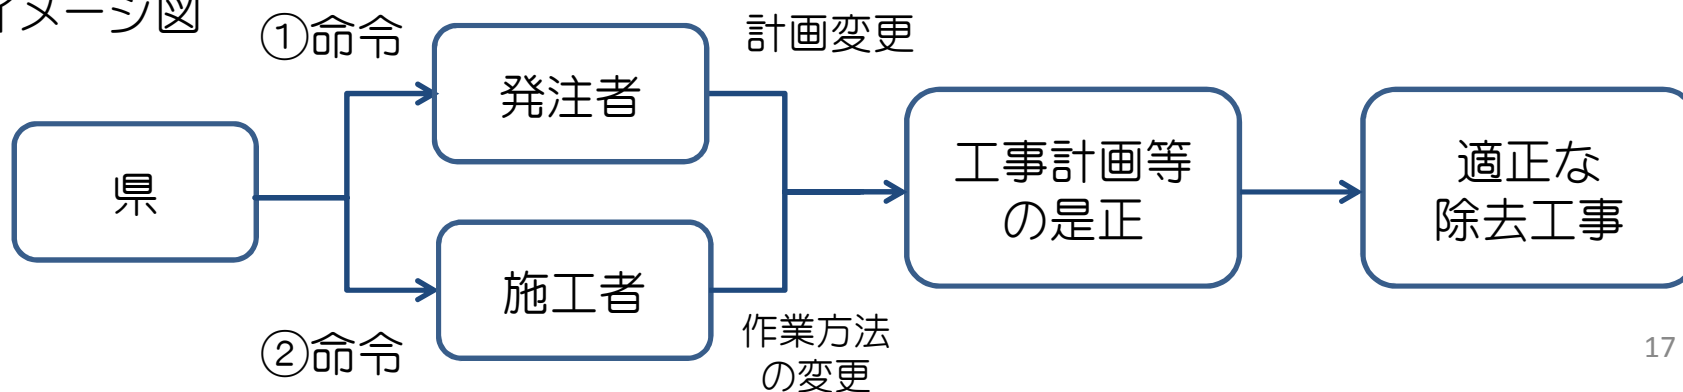 イメージ図
①命令
発注者
計画変更
県
工事計画等
の是正
適正な
除去工事
施工者
②命令
作業方法
の変更
17